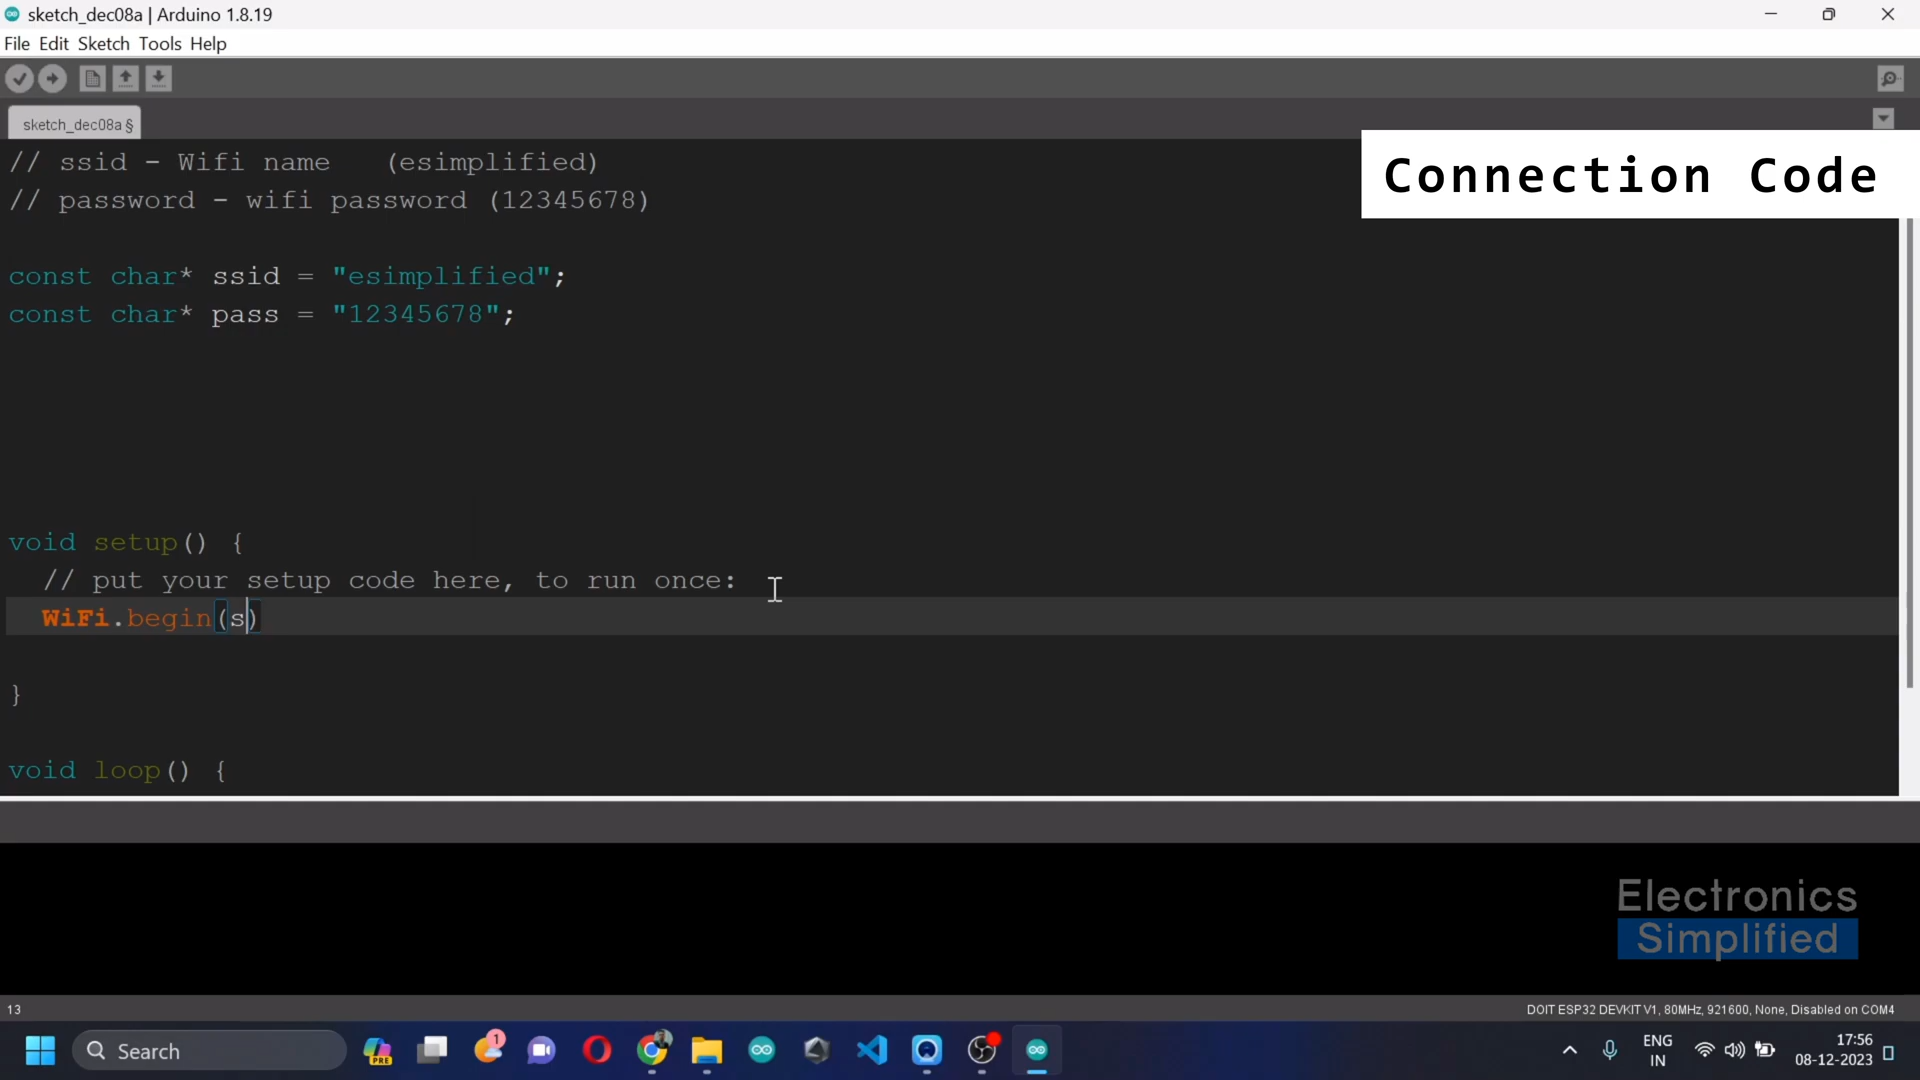 sketch_dec08a | Arduino 1.8.19
File Edit Sketch Tools Help
sketch_dec08a §
Connection Code
// ssid - Wifi name (esimplified)
// password - wifi password (12345678)
const char* ssid = "esimplified";
const char* pass = "12345678";
void setup() {
// put your setup code here, to run once:
WiFi.begin(s)
}
void loop() {
Electronics
Simplified
13
DOIT ESP32 DEVKIT V1, 80MHz, 921600, None, Disabled on COM4
Search
PRE
1
ENG
IN
17:56
08-12-2023